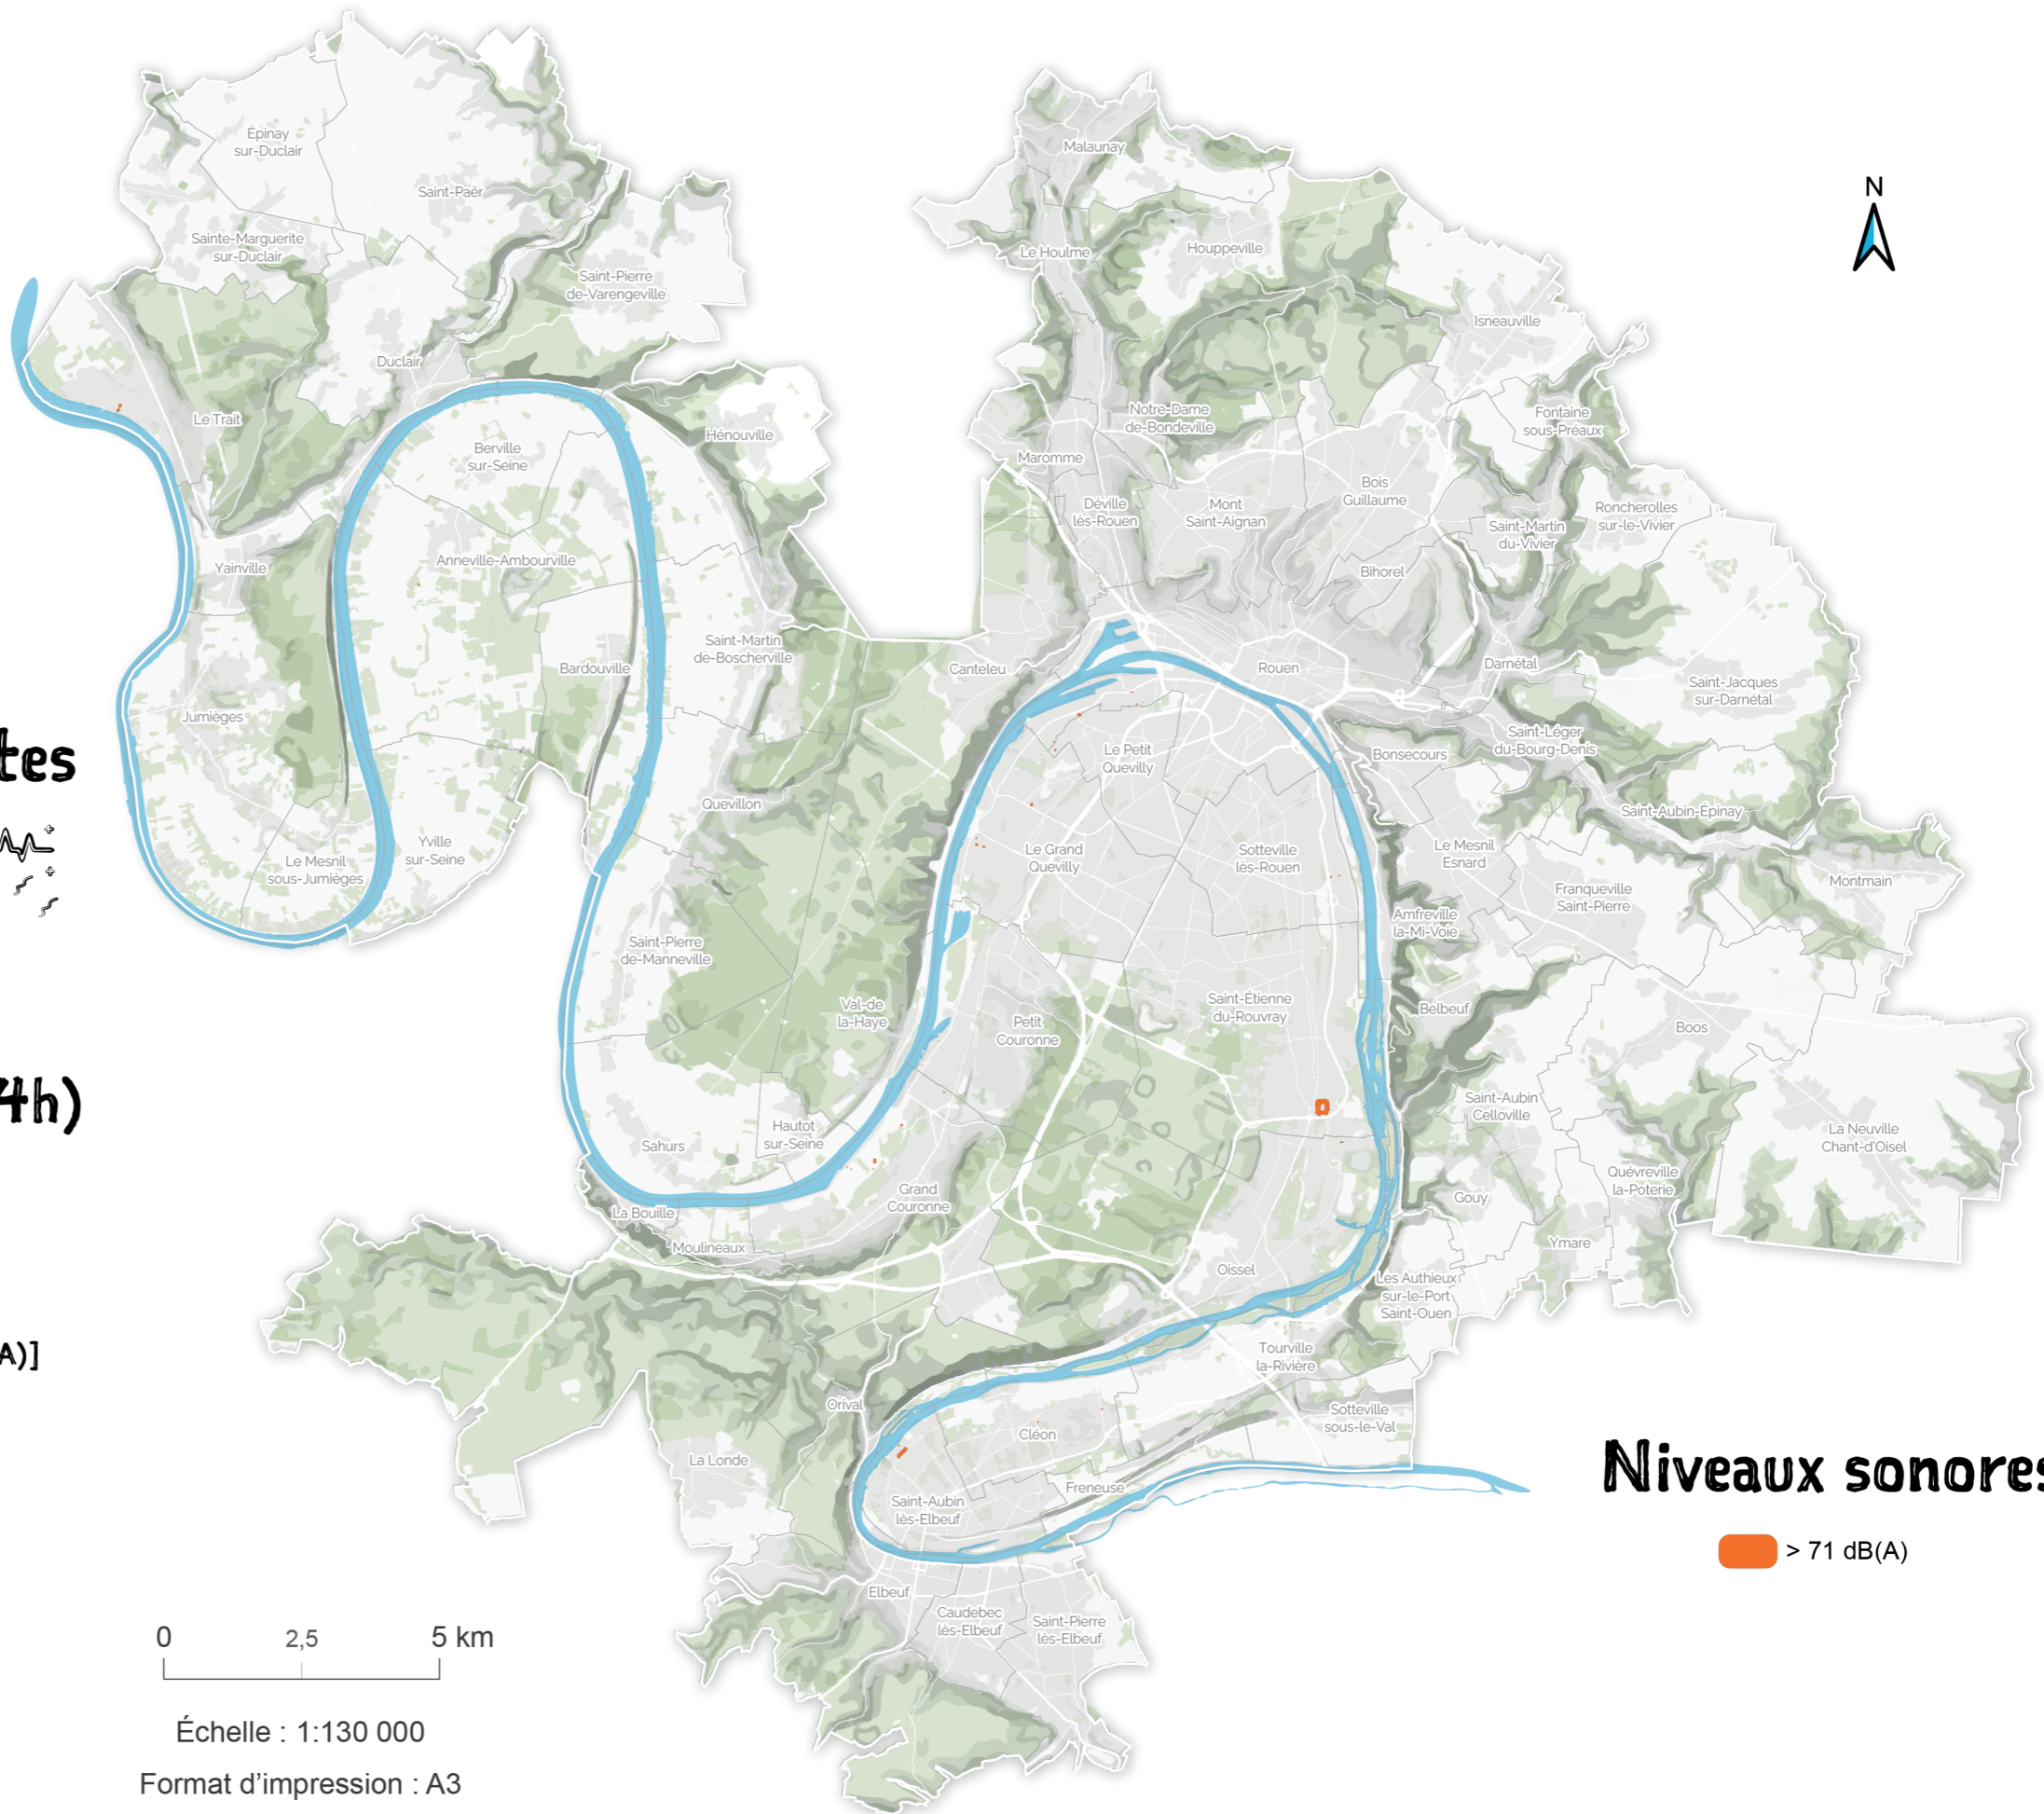 Malaunay
Épinay
sur-Duclair
Saint-Paër
N
Sainte-Marguerite
sur-Duclair
Le Houlme
Houppeville
Saint-Pierre
de-Varengeville
Isneauville
Duclair
Le Trait
Notre-Dame
de-Bondeville
Fontaine
sous-Préaux
Hénouville
Berville
sur-Seine
Maromme
Déville
lès-Rouen
Mont
Saint-Aignan
Bois
Guillaume
Saint-Martin
du-Vivier
Roncherolles
sur-le-Vivier
Yainville
Anneville-Ambourville
Bihorel
Saint-Martin
de-Boscherville
Bardouville
Canteleu
Rouen
Darnétal
Saint-Jacques
sur-Darnétal
Jumièges
tes
Le Petit
Quevilly
Bonsecours
Saint-Léger
du-Bourg-Denis
Quevillon
Saint-Aubin-Épinay
Le Mesnil
sous-Jumièges
Yville
sur-Seine
Le Grand
Quevilly
Sotteville
lès-Rouen
Le Mesnil
Esnard
Franqueville
Saint-Pierre
Montmain
Amfreville
la-Mi-Voie
Saint-Pierre
de-Manneville
Val-de
la-Haye
Petit
Couronne
Saint-Étienne
du-Rouvray
Belbeuf
Boos
4h)
Sahurs
Hautot
sur-Seine
Saint-Aubin
Celloville
La Neuville
Chant-d'Oisel
Quévreville
la-Poterie
Grand
Couronne
Gouy
La Bouille
Moulineaux
Ymare
Oissel
Les Authieux
sur-le-Port
Saint-Ouen
A)]
Tourville
la-Rivière
Orival
Cléon
Sotteville
sous-le-Val
La Londe
Freneuse
Saint-Aubin
lès-Elbeuf
Niveaux sonores
> 71 dB(A)
Elbeuf
Caudebec
lès-Elbeuf
Saint-Pierre
lès-Elbeuf
0 2,5 5 km
Échelle : 1:130 000
Format d'impression : A3